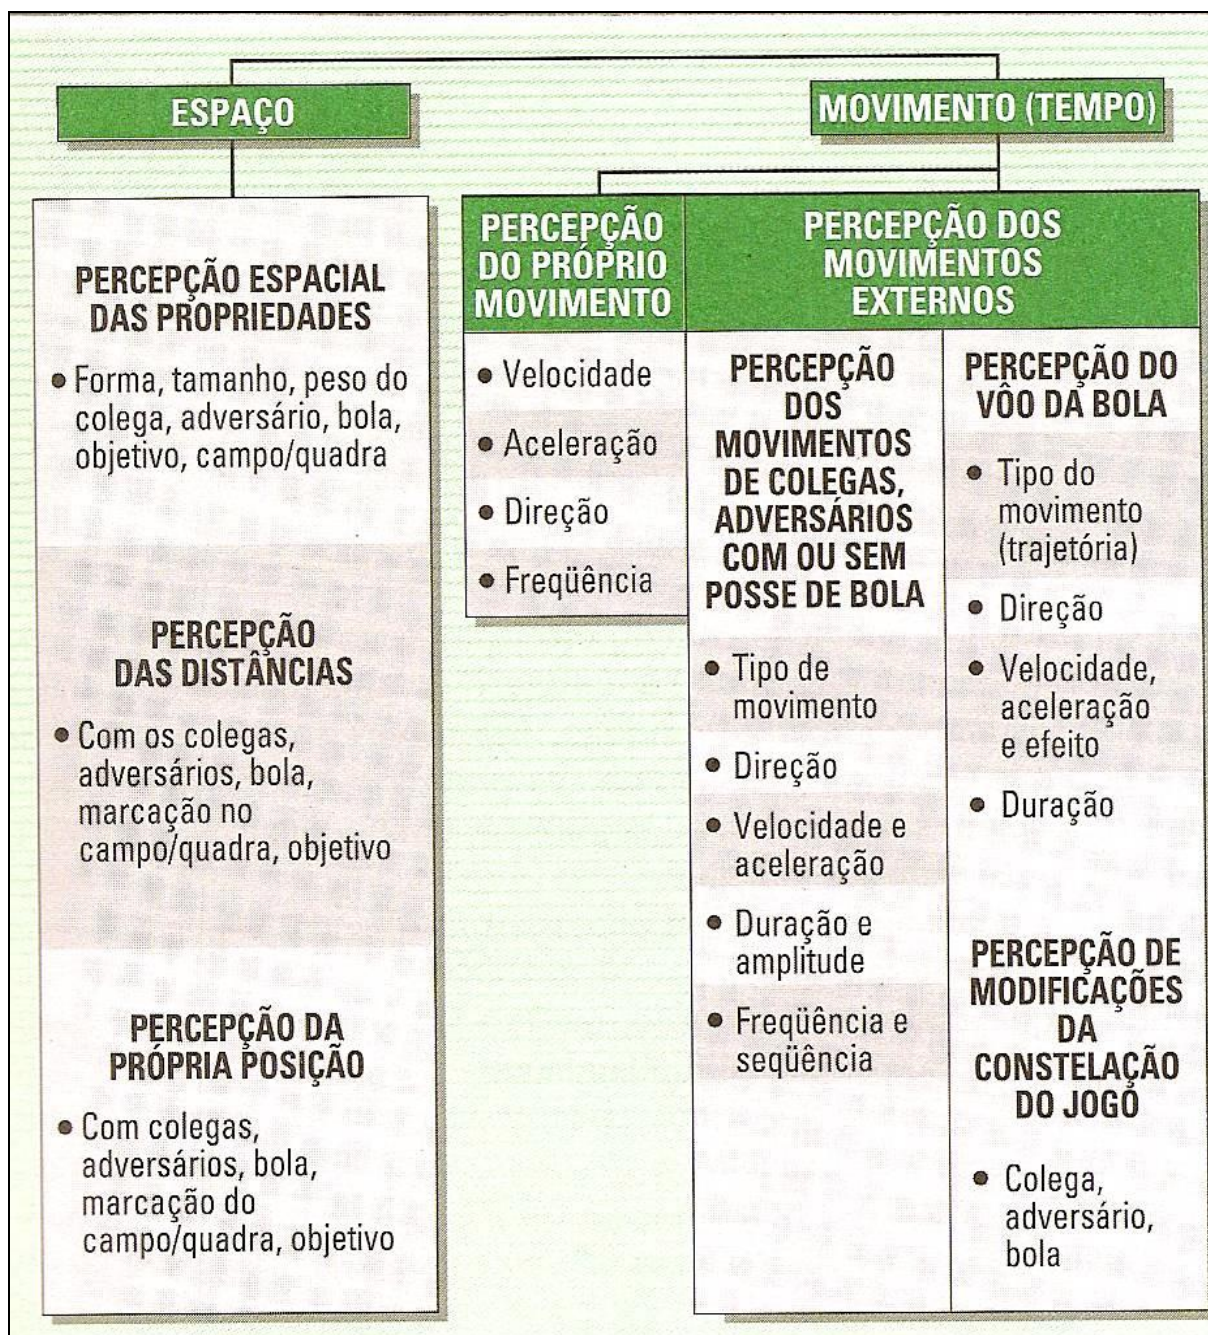 ESPAÇO
MOVIMENTO (TEMPO)
PERCEPÇÃO ESPACIAL
DAS PROPRIEDADES
• Forma, tamanho, peso do
colega, adversário, bola,
objetivo, campo/quadra
PERCEPÇÃO
DAS DISTÂNCIAS
• Com os colegas,
adversários, bola,
marcação no
campo/quadra, objetivo
PERCEPÇÃO DA
PRÓPRIA POSIÇÃO
• Com colegas,
adversários, bola,
marcação do
campo/quadra, objetivo
PERCEPÇÃO
DO PRÓPRIO
MOVIMENTO
• Velocidade
• Aceleração
• Direção
• Freqüência
PERCEPÇÃO DOS
MOVIMENTOS
EXTERNOS
PERCEPÇÃO
DOS
MOVIMENTOS
DE COLEGAS,
ADVERSÁRIOS
COM OU SEM
POSSE DE BOLA
• Tipo de
movimento
• Direção
• Velocidade e
aceleração
• Duração e
amplitude
• Freqüência e
seqüência
PERCEPÇÃO DO
VÔO DA BOLA
• Tipo do
movimento
(trajetória)
• Direção
• Velocidade,
aceleração
e efeito
• Duração
PERCEPÇÃO DE
MODIFICAÇÕES
DA
CONSTELAÇÃO
DO JOGO
• Colega,
adversário,
bola